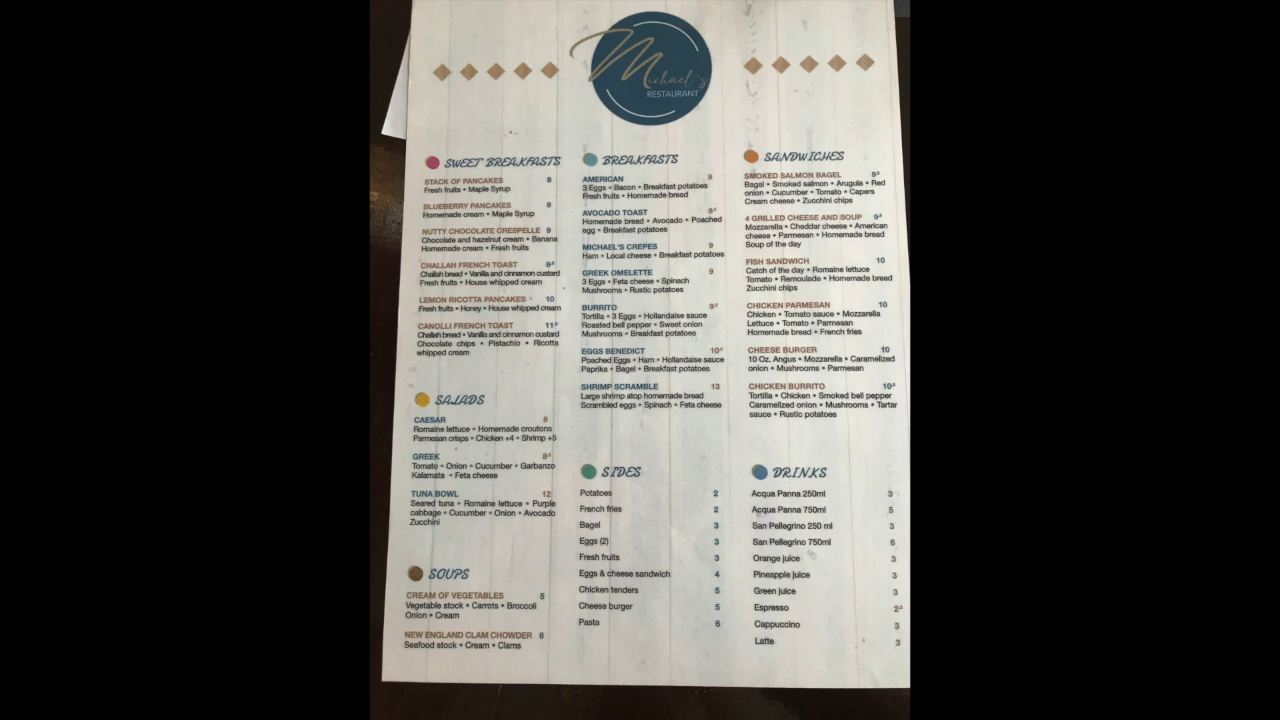 Michael's
RESTAURANT
SWEET BREAKFASTS
STACK OF PANCAKES 8
Fresh fruits • Maple Syrup
BLUEBERRY PANCAKES 9
Homemade cream • Maple Syrup
NUTTY CHOCOLATE CRESPELLE 9
Chocolate and hazelnut cream • Banana
Homemade cream • Fresh fruits
CHALLAH FRENCH TOAST 9⁵
Challah bread • Vanilla and cinnamon custard
Fresh fruits • House whipped cream
LEMON RICOTTA PANCAKES 10
Fresh fruits • Honey • House whipped cream
CANOLLI FRENCH TOAST 11⁵
Challah bread • Vanilla and cinnamon custard
Chocolate chips • Pistachio • Ricotta
whipped cream
SALADS
CAESAR 8
Romaine lettuce • Homemade croutons
Parmesan crisps • Chicken +4 • Shrimp +5
GREEK 8⁵
Tomato • Onion • Cucumber • Garbanzo
Kalamata • Feta cheese
TUNA BOWL 12
Seared tuna • Romaine lettuce • Purple
cabbage • Cucumber • Onion • Avocado
Zucchini
SOUPS
CREAM OF VEGETABLES 5
Vegetable stock • Carrots • Broccoli
Onion • Cream
NEW ENGLAND CLAM CHOWDER 6
Seafood stock • Cream • Clams
BREAKFASTS
AMERICAN 8
3 Eggs • Bacon • Breakfast potatoes
Fresh fruits • Homemade bread
AVOCADO TOAST 8⁵
Homemade bread • Avocado • Poached
egg • Breakfast potatoes
MICHAEL'S CREPES 9
Ham • Local cheese • Breakfast potatoes
GREEK OMELETTE 9
3 Eggs • Feta cheese • Spinach
Mushrooms • Rustic potatoes
BURRITO 9⁵
Tortilla • 3 Eggs • Hollandaise sauce
Roasted bell pepper • Sweet onion
Mushrooms • Breakfast potatoes
EGGS BENEDICT 10⁵
Poached Eggs • Ham • Hollandaise sauce
Paprika • Bagel • Breakfast potatoes
SHRIMP SCRAMBLE 13
Large shrimp atop homemade bread
Scrambled eggs • Spinach • Feta cheese
SIDES
Potatoes 2
French fries 2
Bagel 3
Eggs (2) 3
Fresh fruits 3
Eggs & cheese sandwich 4
Chicken tenders 5
Cheese burger 5
Pasta 6
SANDWICHES
SMOKED SALMON BAGEL 9⁵
Bagel • Smoked salmon • Arugula • Red
onion • Cucumber • Tomato • Capers
Cream cheese • Zucchini chips
4 GRILLED CHEESE AND SOUP 9⁵
Mozzarella • Cheddar cheese • American
cheese • Parmesan • Homemade bread
Soup of the day
FISH SANDWICH 10
Catch of the day • Romaine lettuce
Tomato • Remoulade • Homemade bread
Zucchini chips
CHICKEN PARMESAN 10
Chicken • Tomato sauce • Mozzarella
Lettuce • Tomato • Parmesan
Homemade bread • French fries
CHEESE BURGER 10
10 Oz. Angus • Mozzarella • Caramelized
onion • Mushrooms • Parmesan
CHICKEN BURRITO 10⁵
Tortilla • Chicken • Smoked bell pepper
Caramelized onion • Mushrooms • Tartar
sauce • Rustic potatoes
DRINKS
Acqua Panna 250ml 3
Acqua Panna 750ml 5
San Pellegrino 250 ml 3
San Pellegrino 750ml 6
Orange juice 3
Pineapple juice 3
Green juice 3
Espresso 2⁵
Cappuccino 3
Latte 3